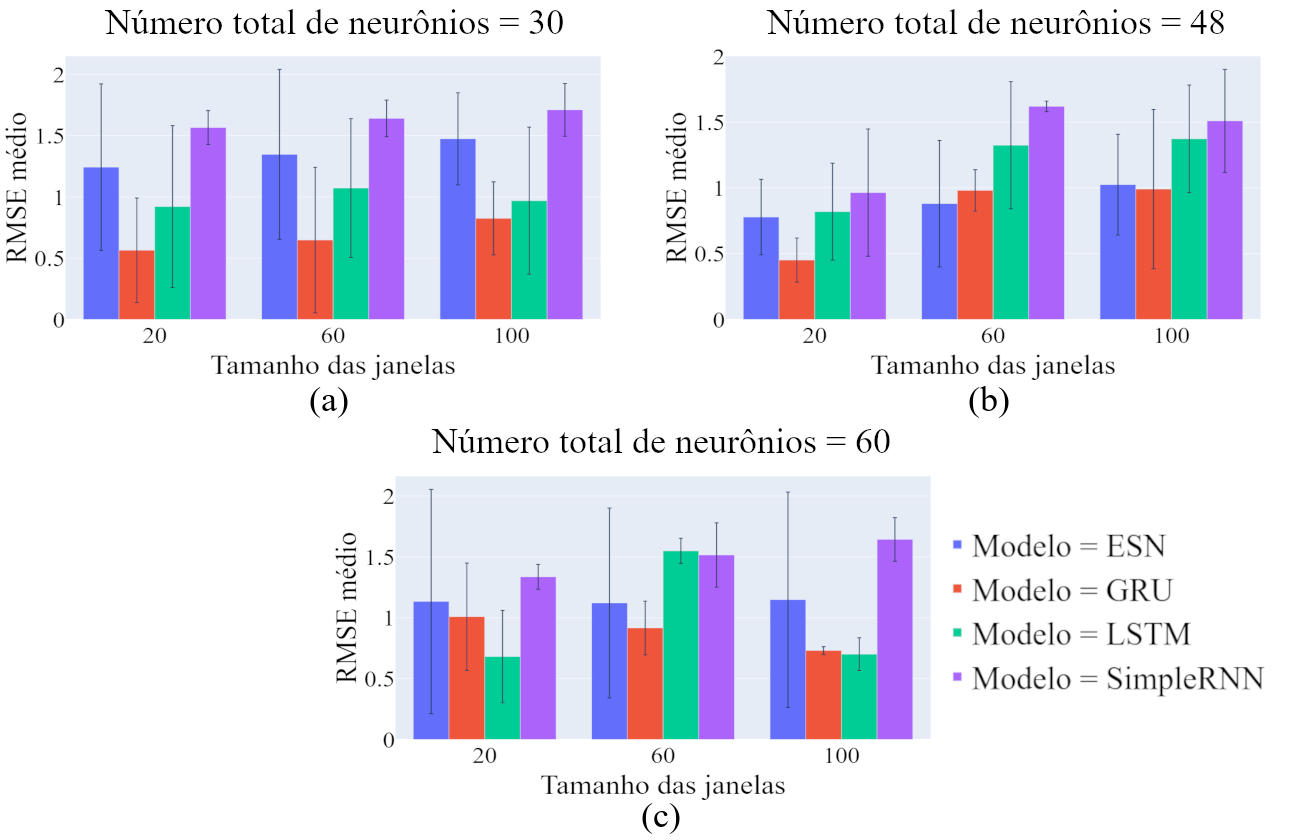 Número total de neurônios = 30
2
1.5
1
0.5
0
RMSE médio
20 60 100
Tamanho das janelas
(a)
Número total de neurônios = 48
2
1.5
1
0.5
0
RMSE médio
20 60 100
Tamanho das janelas
(b)
Número total de neurônios = 60
2
1.5
1
0.5
0
RMSE médio
20 60 100
Tamanho das janelas
(c)
Modelo = ESN
Modelo = GRU
Modelo = LSTM
Modelo = SimpleRNN